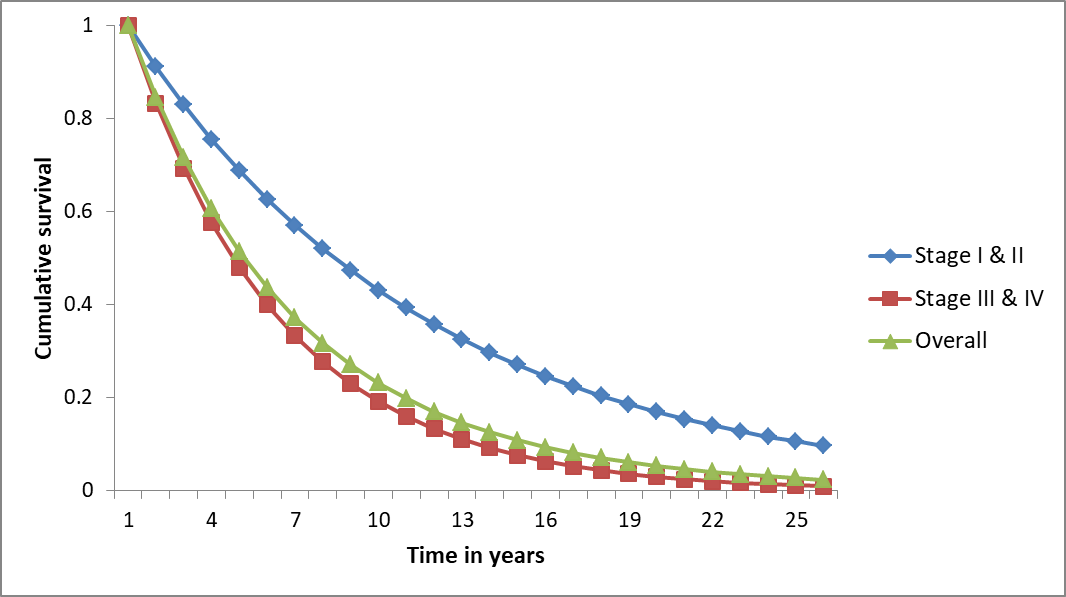 Cumulative survival
1
0.8
0.6
0.4
0.2
0
1 4 7 10 13 16 19 22 25
Time in years
Stage I & II
Stage III & IV
Overall